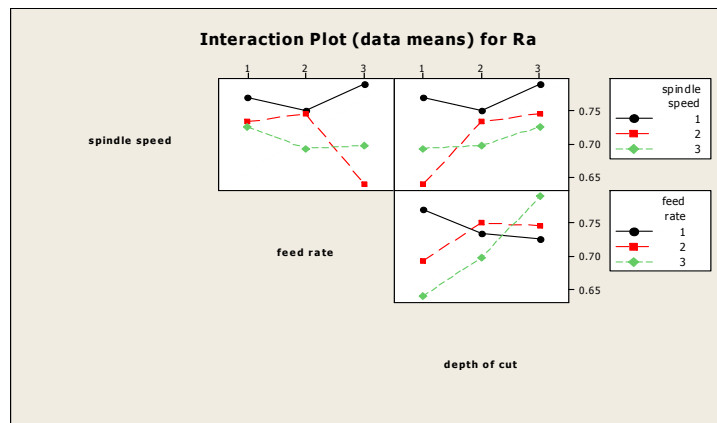 Interaction Plot (data means) for Ra
1 2 3 1 2 3
spindle speed
0.75
0.70
0.65
spindle
speed
1
2
3
feed rate
0.75
0.70
0.65
feed
rate
1
2
3
depth of cut